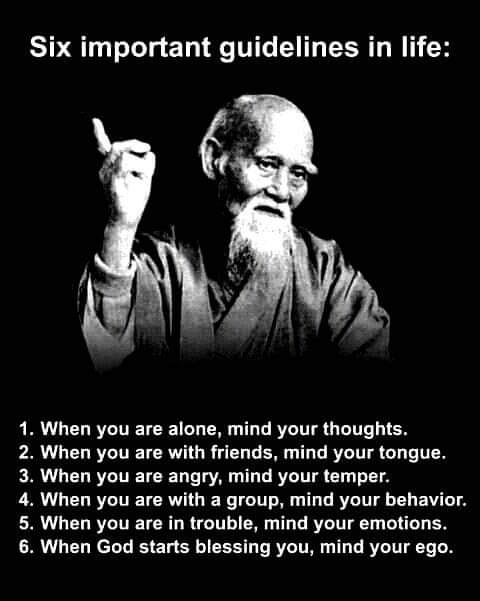 Six important guidelines in life:
1. When you are alone, mind your thoughts.
2. When you are with friends, mind your tongue.
3. When you are angry, mind your temper.
4. When you are with a group, mind your behavior.
5. When you are in trouble, mind your emotions.
6. When God starts blessing you, mind your ego.